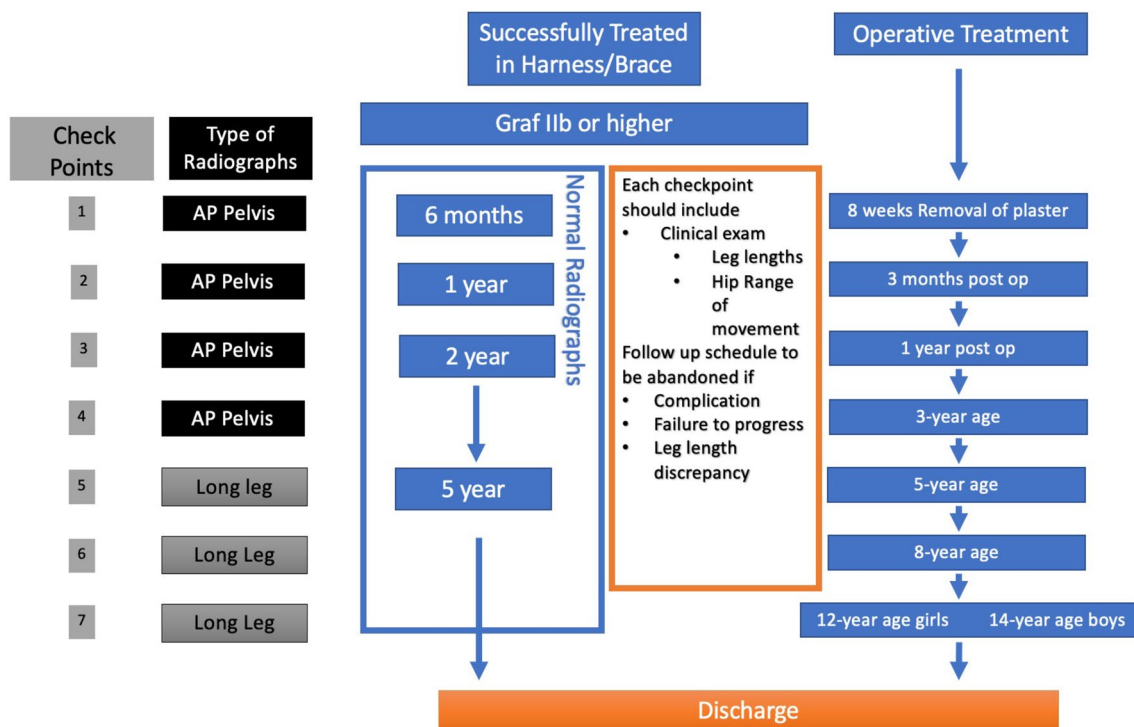 Successfully Treated
in Harness/Brace
Operative Treatment
Graf IIb or higher
Check
Points
Type of
Radiographs
1
AP Pelvis
2
AP Pelvis
3
AP Pelvis
4
AP Pelvis
5
Long leg
6
Long Leg
7
Long Leg
6 months
1 year
2 year
5 year
Normal Radiographs
Each checkpoint
should include
• Clinical exam
• Leg lengths
• Hip Range
of
movement
Follow up schedule to
be abandoned if
• Complication
• Failure to progress
• Leg length
discrepancy
8 weeks Removal of plaster
3 months post op
1 year post op
3-year age
5-year age
8-year age
12-year age girls 14-year age boys
Discharge